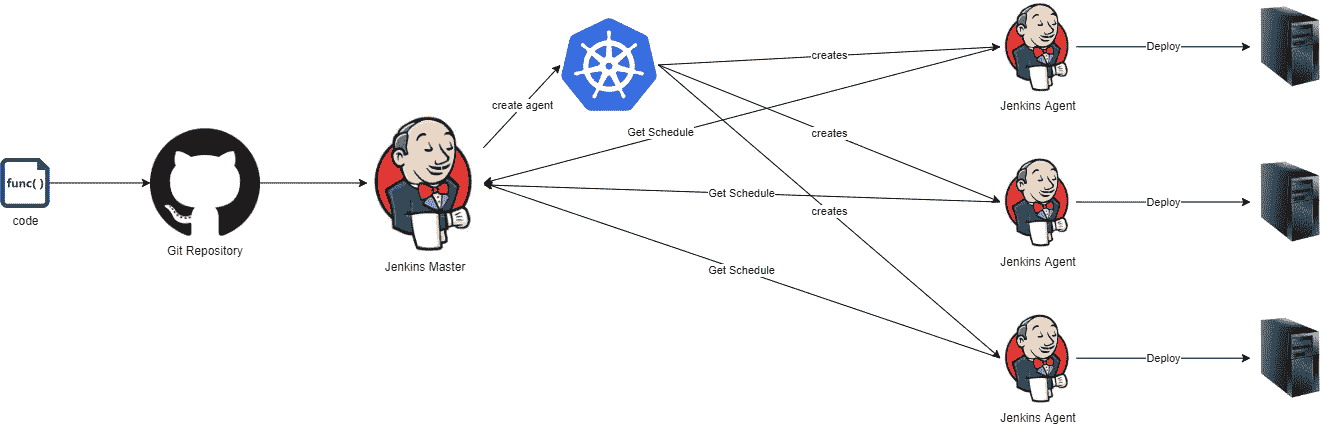 func( )
code
Git Repository
Jenkins Master
create agent
creates
Get Schedule
creates
Get Schedule
creates
Get Schedule
Jenkins Agent
Deploy
Jenkins Agent
Deploy
Jenkins Agent
Deploy